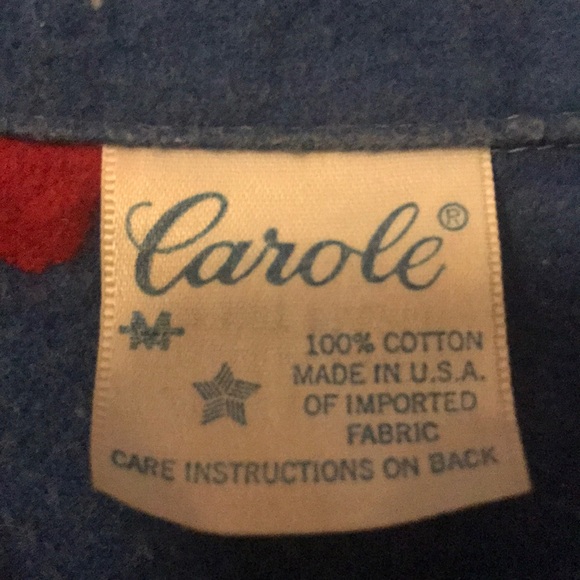 Carole®
M
100% COTTON
MADE IN U.S.A.
OF IMPORTED
FABRIC
CARE INSTRUCTIONS ON BACK